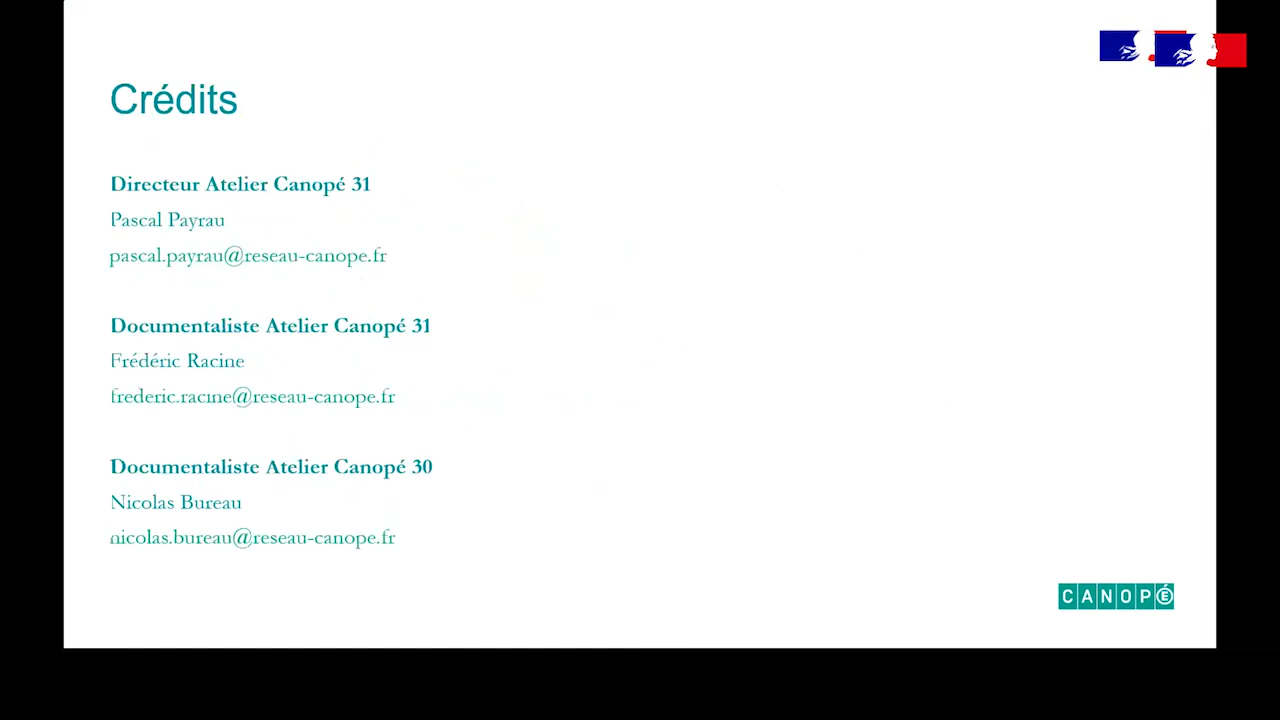 Crédits
Directeur Atelier Canopé 31
Pascal Payrau
pascal.payrau@reseau-canope.fr
Documentaliste Atelier Canopé 31
Frédéric Racine
frederic.racine@reseau-canope.fr
Documentaliste Atelier Canopé 30
Nicolas Bureau
nicolas.bureau@reseau-canope.fr
CANOPÉ